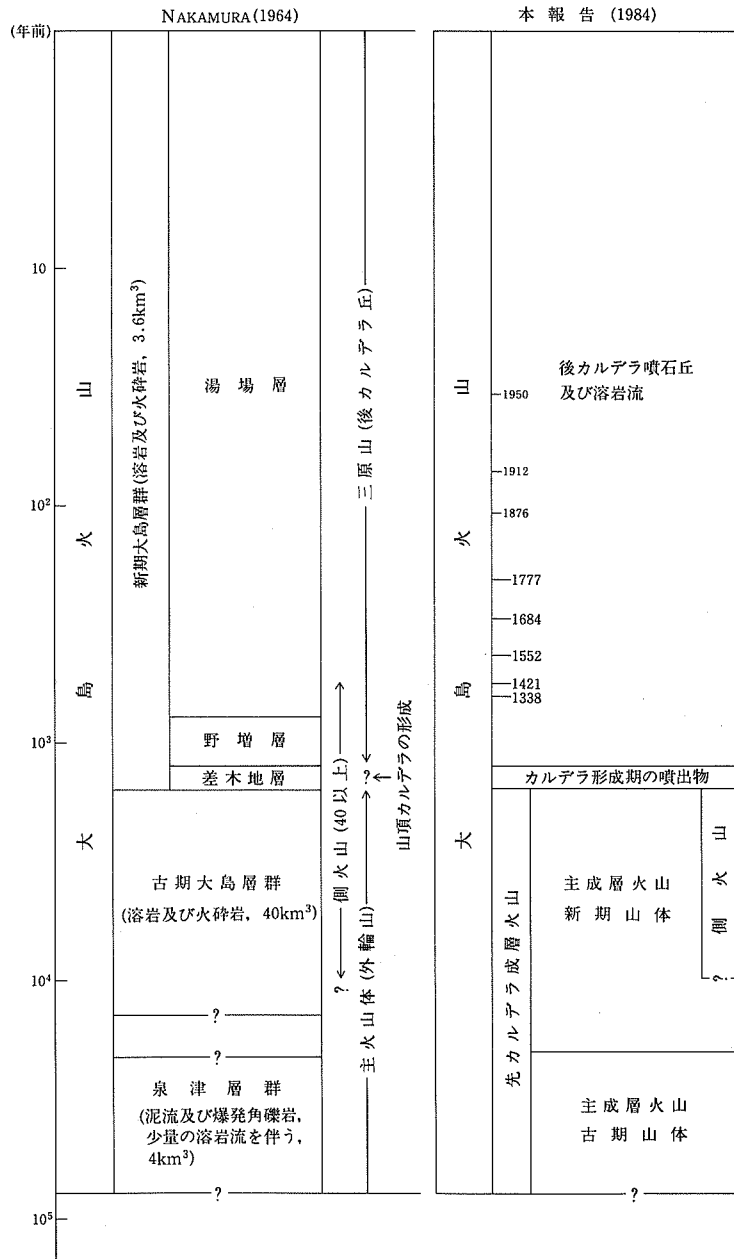 NAKAMURA (1964)
本報告 (1984)
(年前)
10
10²
10³
10⁴
10⁵
大島火山
新期大島層群(溶岩及び火砕岩, 3.6km³)
湯場層
野増層
差木地層
古期大島層群
(溶岩及び火砕岩, 40km³)
?
?
泉津層群
(泥流及び爆発角礫岩,
少量の溶岩流を伴う,
4km³)
?
側火山 (40以上)
?
三原山 (後カルデラ丘)
?
主火山体 (外輪山)
山頂カルデラの形成
大島火山
後カルデラ噴石丘
及び溶岩流
1950
1912
1876
1777
1684
1552
1421
1338
カルデラ形成期の噴出物
先カルデラ成層火山
主成層火山
新期山体
側火山
?
主成層火山
古期山体
?